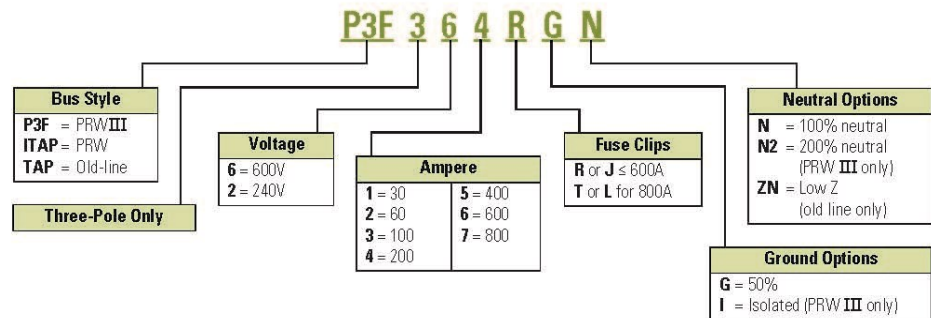 P3F 3 6 4 R G N
Bus Style
P3F = PRWIII
ITAP = PRW
TAP = Old-line
Three-Pole Only
Voltage
6 = 600V
2 = 240V
Ampere
1 = 30
2 = 60
3 = 100
4 = 200
5 = 400
6 = 600
7 = 800
Fuse Clips
R or J ≤ 600A
T or L for 800A
Neutral Options
N = 100% neutral
N2 = 200% neutral
(PRW III only)
ZN = Low Z
(old line only)
Ground Options
G = 50%
I = Isolated (PRW III only)